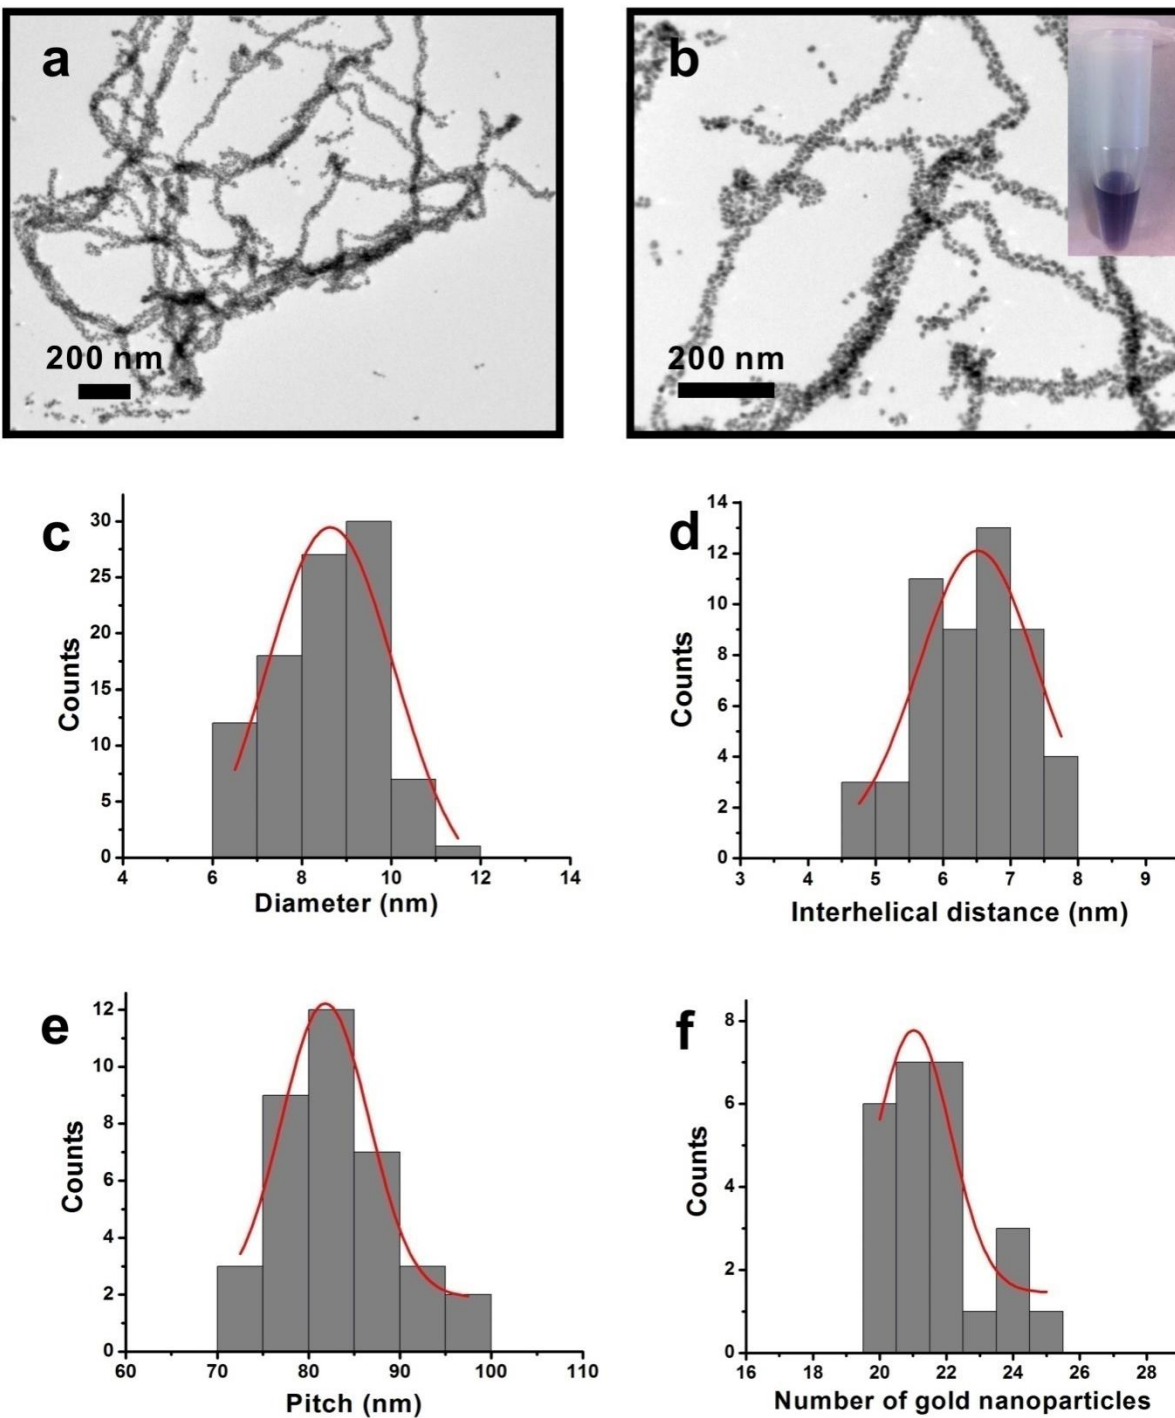 a
200 nm
b
200 nm
c
30
25
20
15
10
5
0
Counts
4 6 8 10 12 14
Diameter (nm)
d
14
12
10
8
6
4
2
0
Counts
3 4 5 6 7 8 9
Interhelical distance (nm)
e
12
10
8
6
4
2
0
Counts
60 70 80 90 100 110
Pitch (nm)
f
8
6
4
2
0
Counts
16 18 20 22 24 26 28
Number of gold nanoparticles